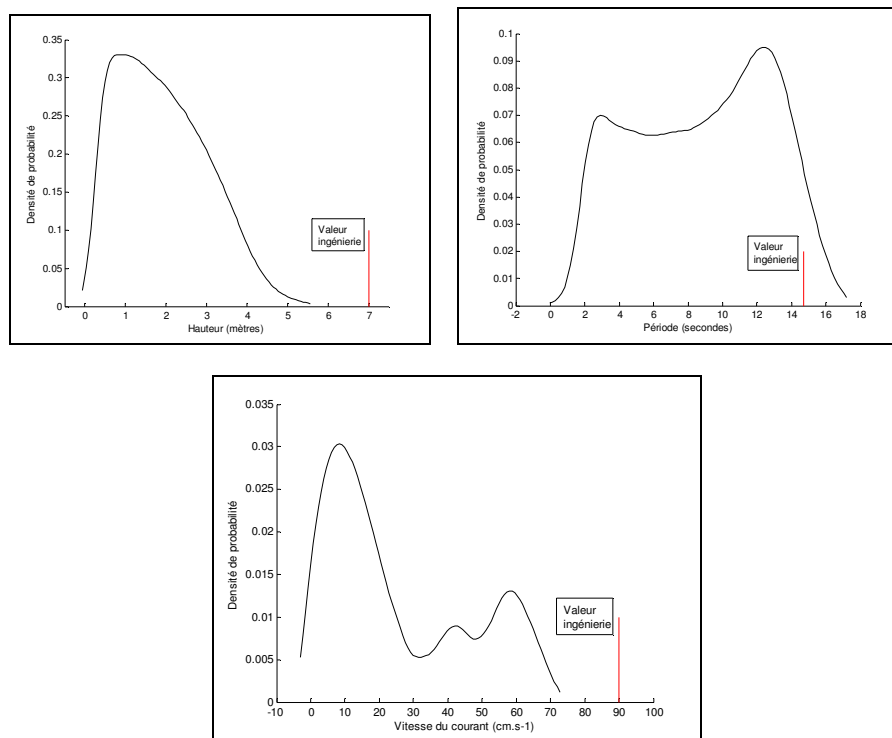 0.35
0.3
0.25
0.2
0.15
0.1
0.05
0
Densité de probabilité
Valeur
ingénierie
0 1 2 3 4 5 6 7
Hauteur (mètres)
0.1
0.09
0.08
0.07
0.06
0.05
0.04
0.03
0.02
0.01
0
Densité de probabilité
Valeur
ingénierie
-2 0 2 4 6 8 10 12 14 16 18
Période (secondes)
0.035
0.03
0.025
0.02
0.015
0.01
0.005
0
Densité de probabilité
Valeur
ingénierie
-10 0 10 20 30 40 50 60 70 80 90 100
Vitesse du courant (cm.s-1)